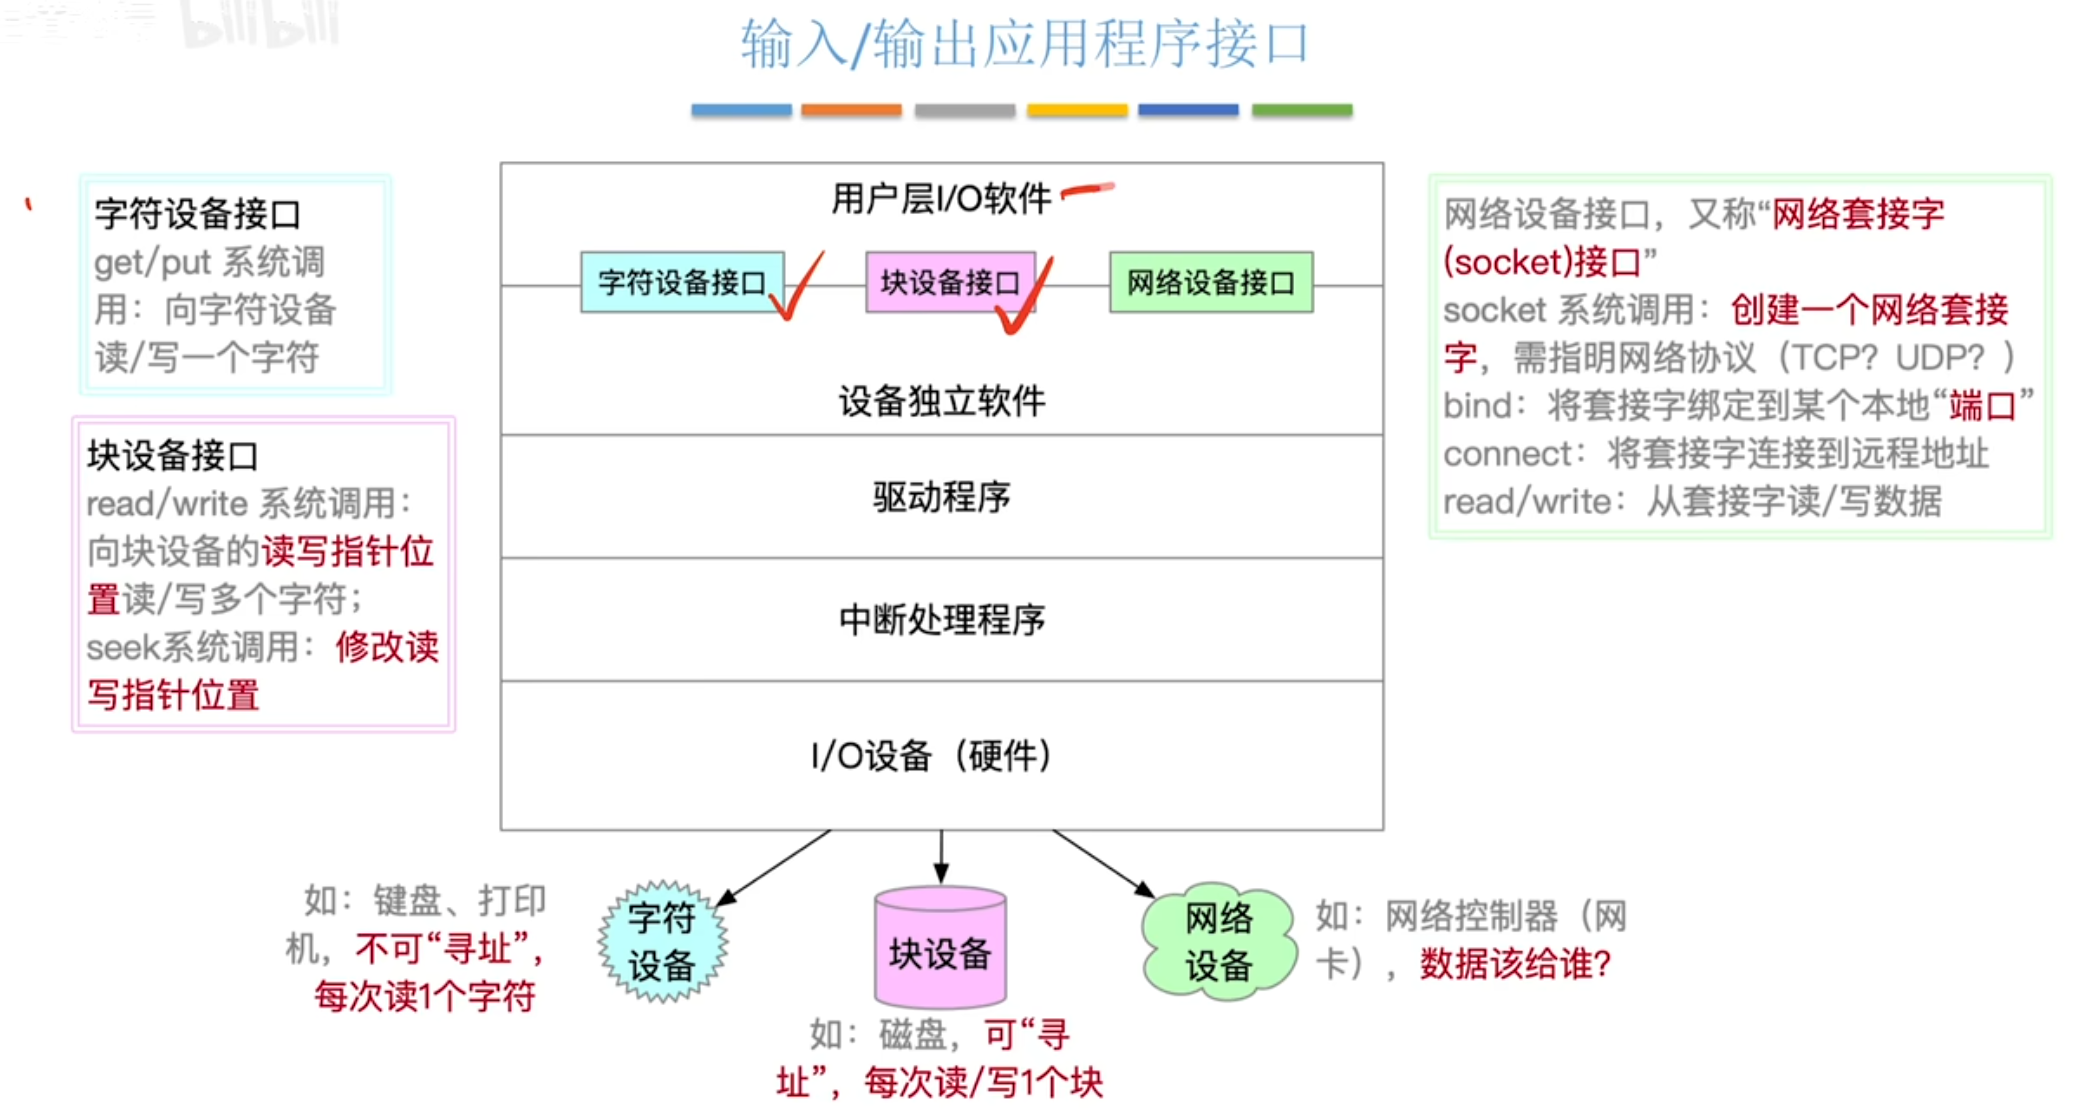 bilibili
输入/输出应用程序接口
字符设备接口
get/put 系统调
用：向字符设备
读/写一个字符
块设备接口
read/write 系统调用：
向块设备的读写指针位
置读/写多个字符；
seek系统调用：修改读
写指针位置
用户层I/O软件
字符设备接口
块设备接口
网络设备接口
设备独立软件
驱动程序
中断处理程序
I/O设备（硬件）
网络设备接口，又称“网络套接字
(socket)接口”
socket 系统调用：创建一个网络套接
字，需指明网络协议（TCP？UDP？）
bind：将套接字绑定到某个本地“端口”
connect：将套接字连接到远程地址
read/write：从套接字读/写数据
如：键盘、打印
机，不可“寻址”，
每次读1个字符
字符
设备
块设备
如：磁盘，可“寻
址”，每次读/写1个块
网络
设备
如：网络控制器（网
卡），数据该给谁？